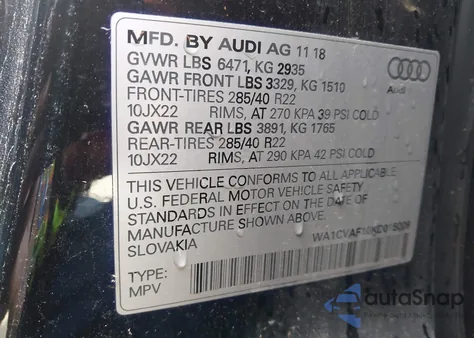 MFD. BY AUDI AG 11 18
GVWR LBS 6471, KG 2935
GAWR FRONT LBS 3329, KG 1510
FRONT-TIRES 285/40 R22
10JX22 RIMS, AT 270 KPA 39 PSI COLD
GAWR REAR LBS 3891, KG 1765
REAR-TIRES 285/40 R22
10JX22 RIMS, AT 290 KPA 42 PSI COLD
Audi
THIS VEHICLE CONFORMS TO ALL APPLICABLE
U.S. FEDERAL MOTOR VEHICLE SAFETY
STANDARDS IN EFFECT ON THE DATE OF
MANUFACTURE SHOWN ABOVE.
SLOVAKIA
TYPE:
MPV
autoSnap